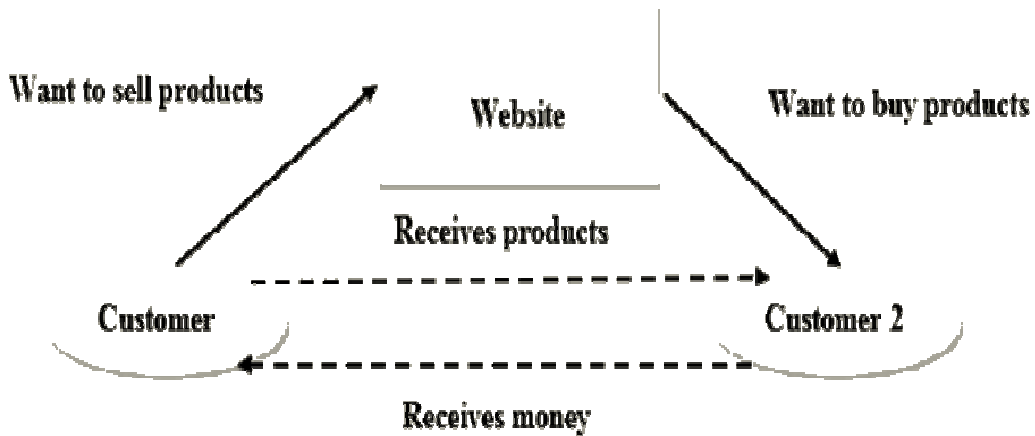 Want to sell products
Website
Want to buy products
Receives products
Customer
Customer 2
Receives money